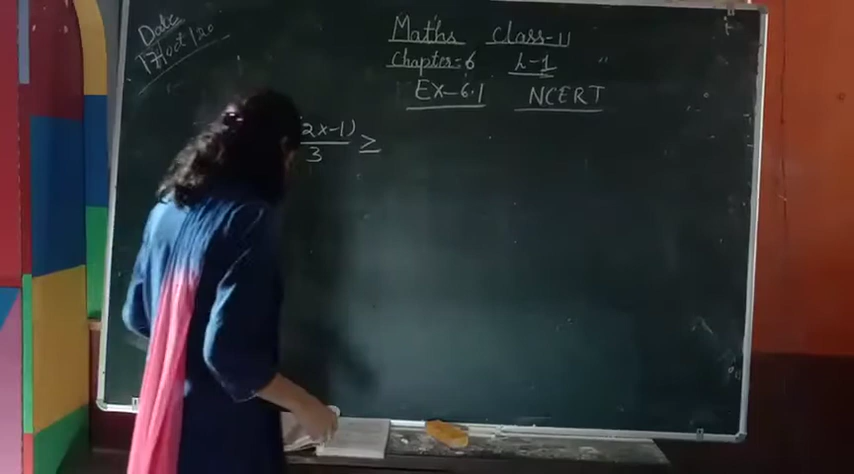 Date
17/Oct/20
Maths Class-11
Chapter-6 L-1
Ex-6.1 NCERT
(2x-1)/3 ≥